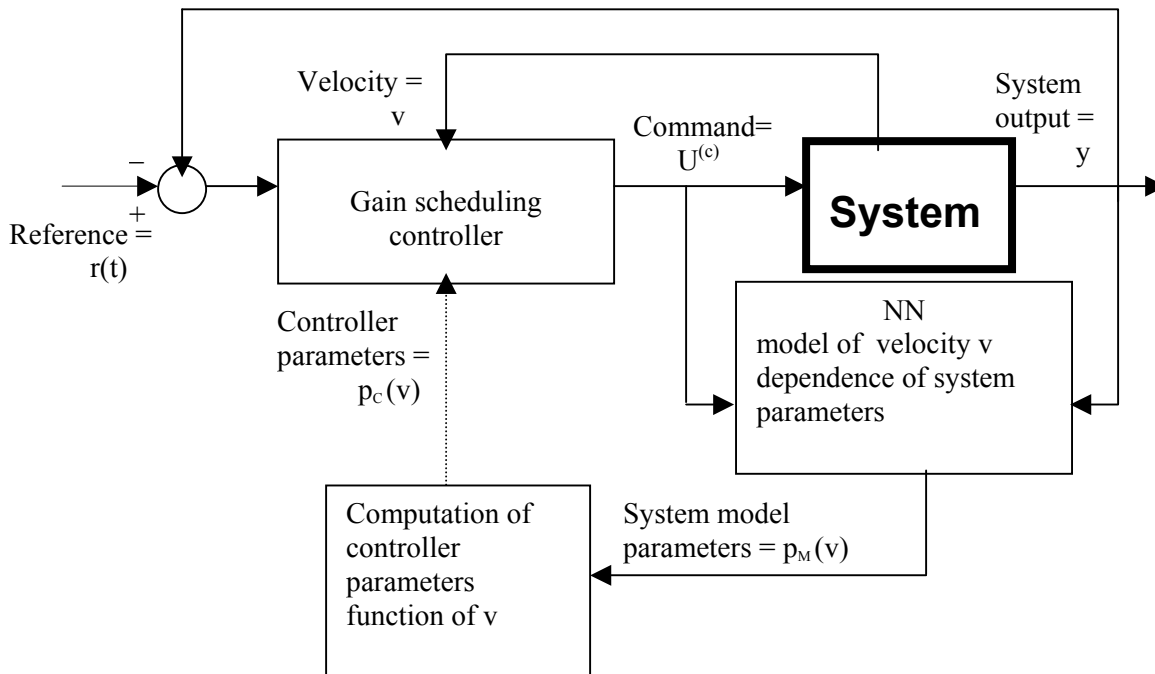 Velocity =
v
System
output =
y
Command=
U(c)
–
+
Reference =
r(t)
Gain scheduling
controller
System
NN
model of velocity v
dependence of system
parameters
Controller
parameters =
pC(v)
Computation of
controller
parameters
function of v
System model
parameters = pM(v)